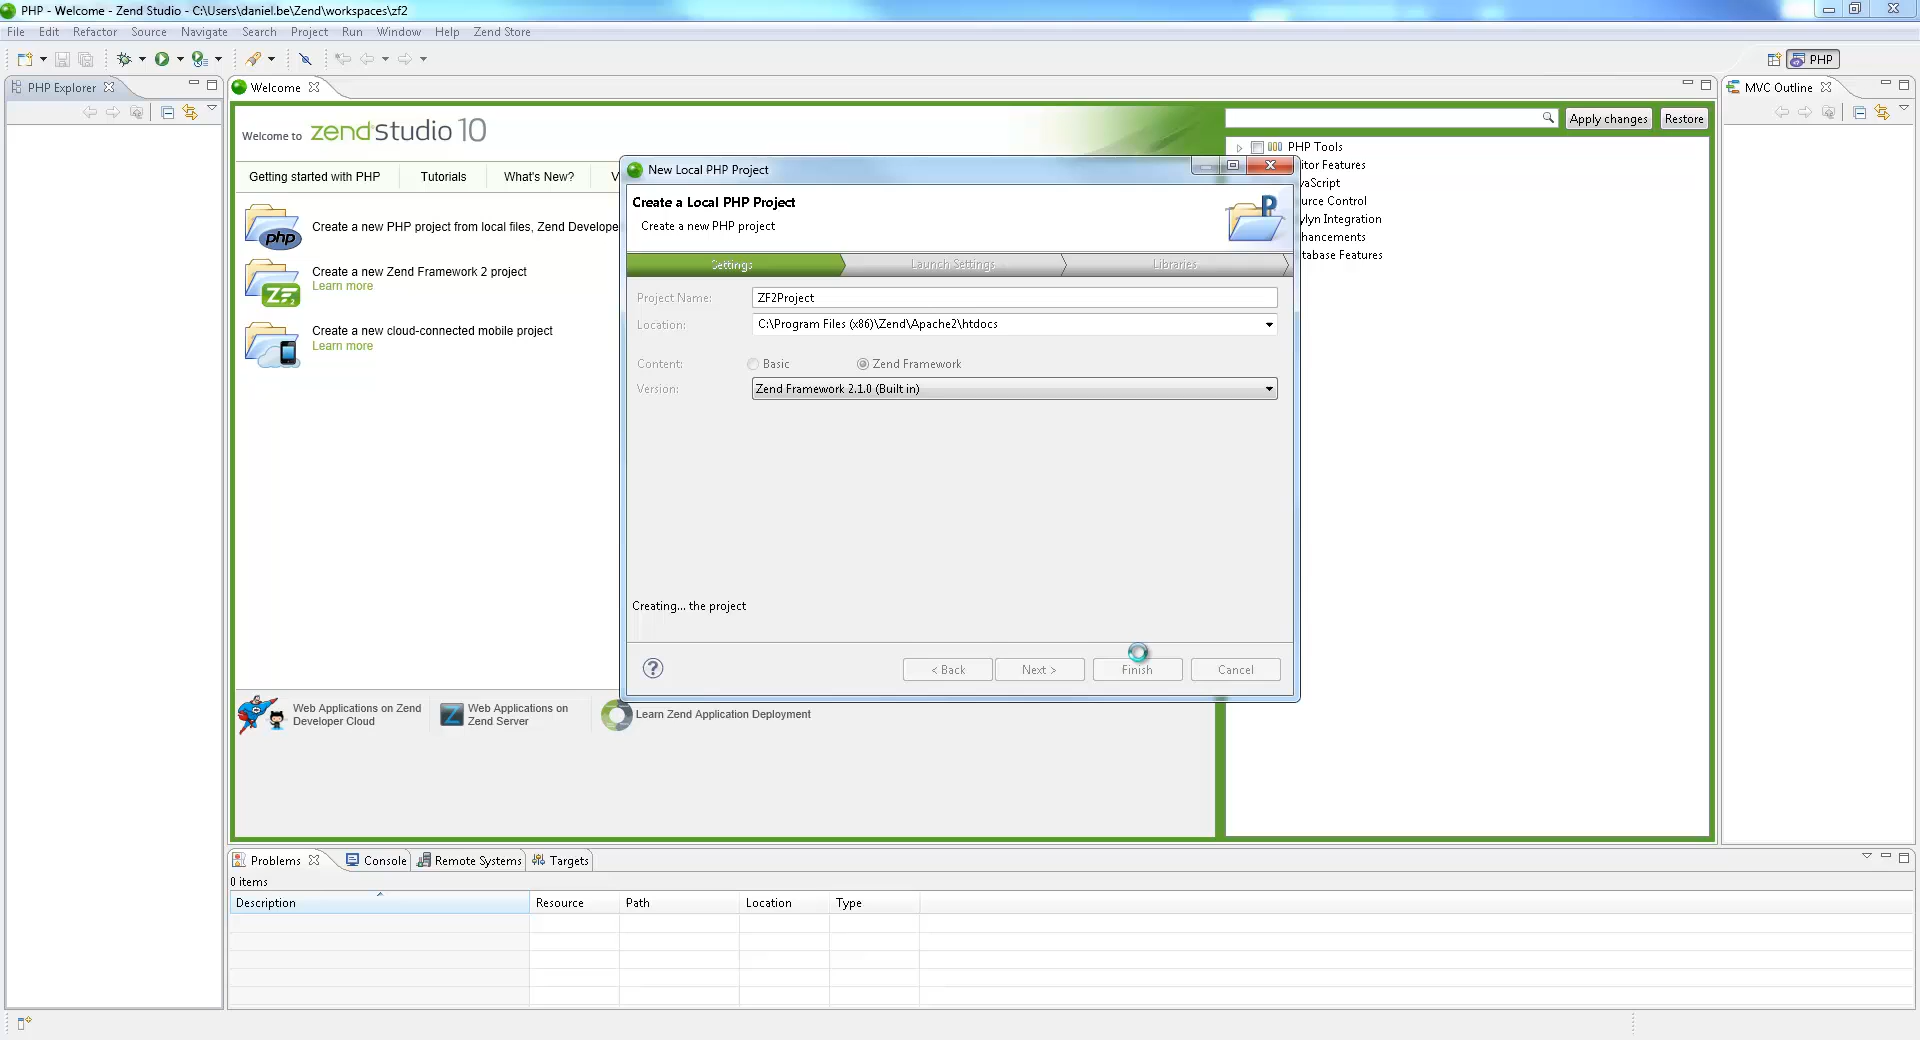 PHP - Welcome - Zend Studio - C:\Users\daniel.be\Zend\workspaces\zf2
File Edit Refactor Source Navigate Search Project Run Window Help Zend Store
PHP
PHP Explorer
Welcome
MVC Outline
Welcome to zendStudio 10
Apply changes
Restore
Getting started with PHP
Tutorials
What's New?
V
PHP Tools
itor Features
vaScript
urce Control
lyn Integration
hancements
tabase Features
php
Create a new PHP project from local files, Zend Develope
ZF2
Create a new Zend Framework 2 project
Learn more
Create a new cloud-connected mobile project
Learn more
New Local PHP Project
Create a Local PHP Project
Create a new PHP project
P
Settings
Launch Settings
Libraries
Project Name: ZF2Project
Location: C:\Program Files (x86)\Zend\Apache2\htdocs
Content: Basic Zend Framework
Version: Zend Framework 2.1.0 (Built in)
Creating... the project
?
< Back
Next >
Finish
Cancel
Web Applications on Zend
Developer Cloud
Z
Web Applications on
Zend Server
Learn Zend Application Deployment
Problems
Console
Remote Systems
Targets
0 items
Description Resource Path Location Type